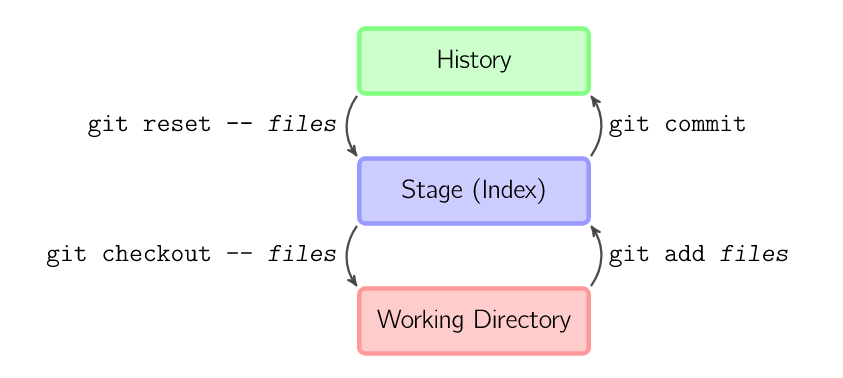 History
git reset -- files
git commit
Stage (Index)
git checkout -- files
git add files
Working Directory